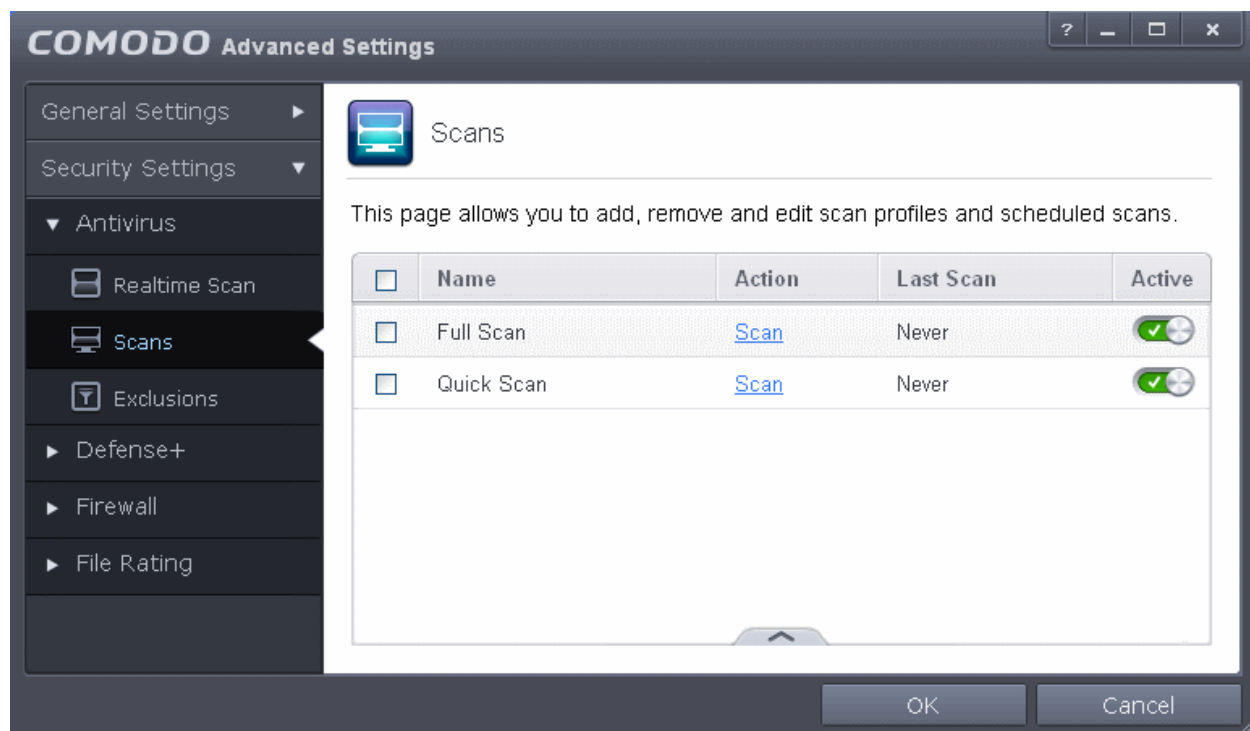 COMODO Advanced Settings
?
General Settings
Security Settings
Antivirus
Realtime Scan
Scans
Exclusions
Defense+
Firewall
File Rating
Scans
This page allows you to add, remove and edit scan profiles and scheduled scans.
Name Action Last Scan Active
Full Scan Scan Never
Quick Scan Scan Never
OK Cancel